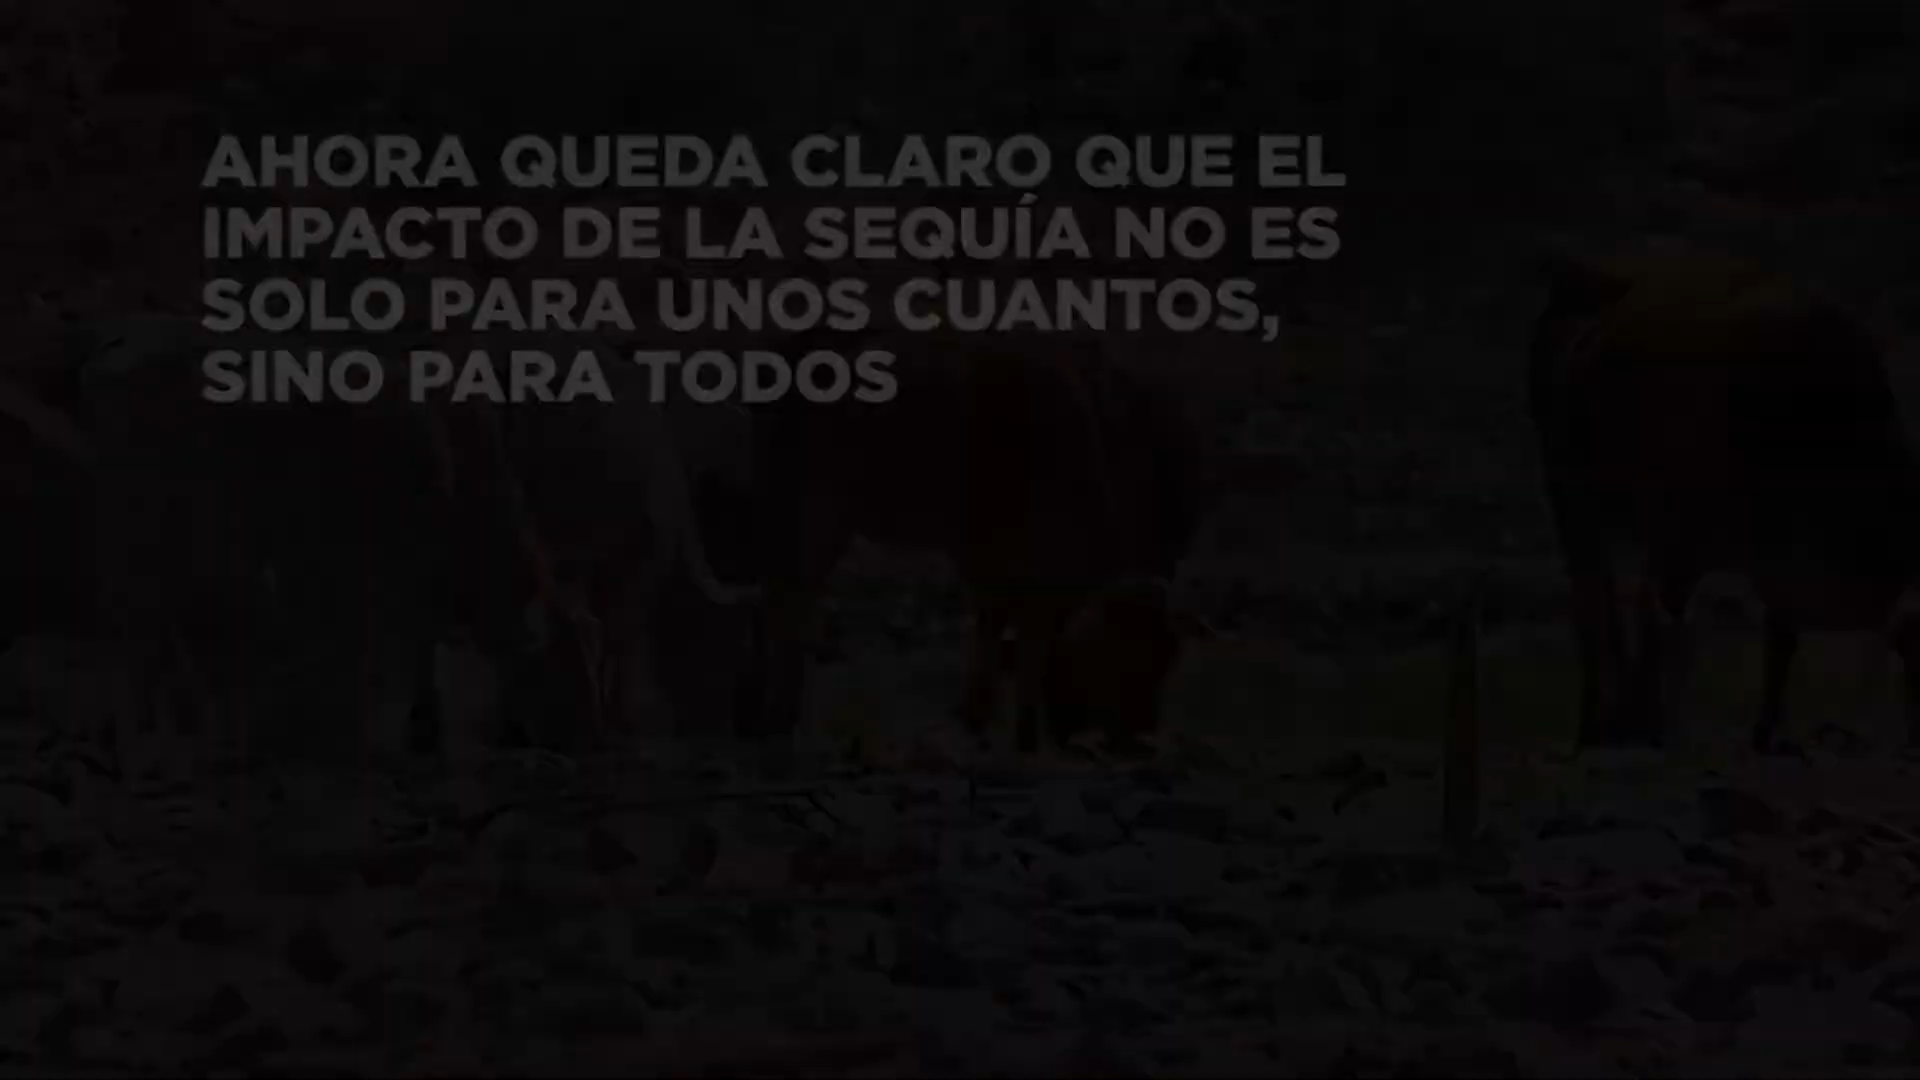 AHORA QUEDA CLARO QUE EL
IMPACTO DE LA SEQUÍA NO ES
SOLO PARA UNOS CUANTOS,
SINO PARA TODOS